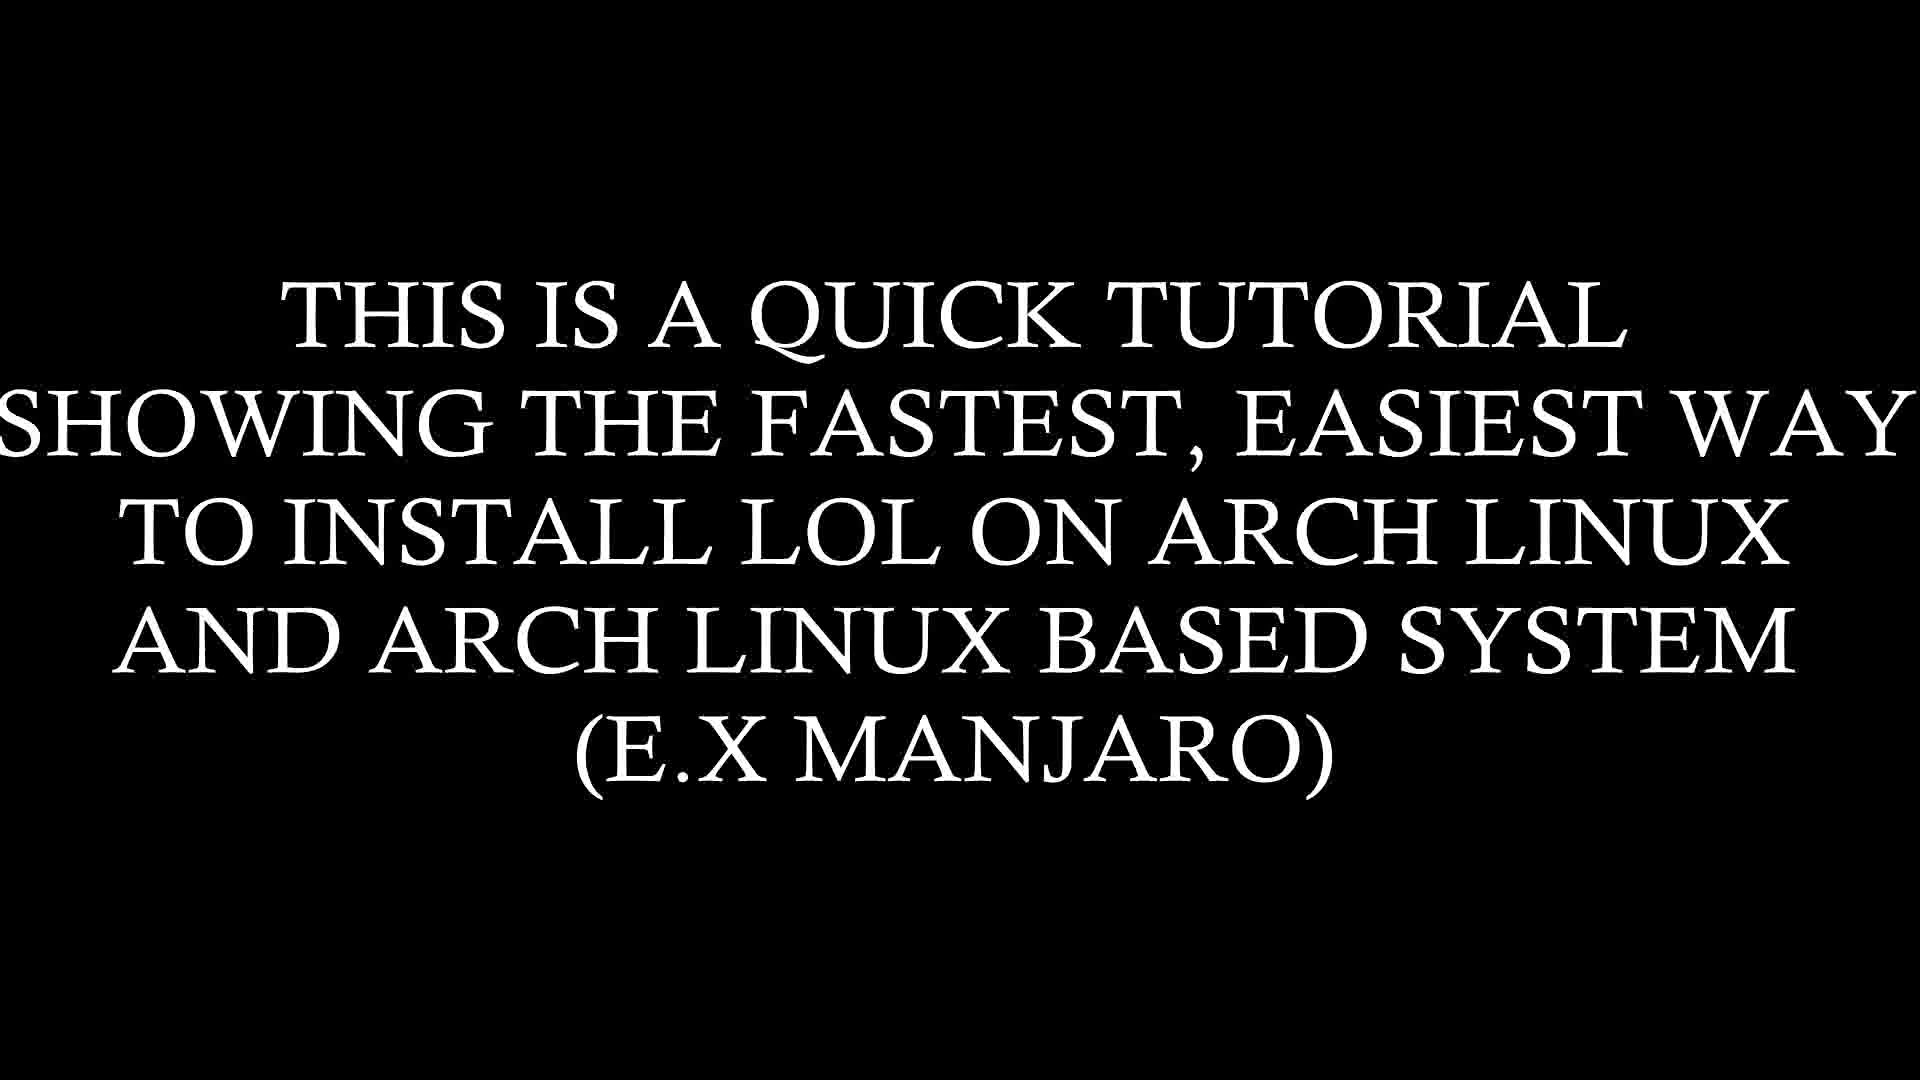 THIS IS A QUICK TUTORIAL
SHOWING THE FASTEST, EASIEST WAY
TO INSTALL LOL ON ARCH LINUX
AND ARCH LINUX BASED SYSTEM
(E.X MANJARO)